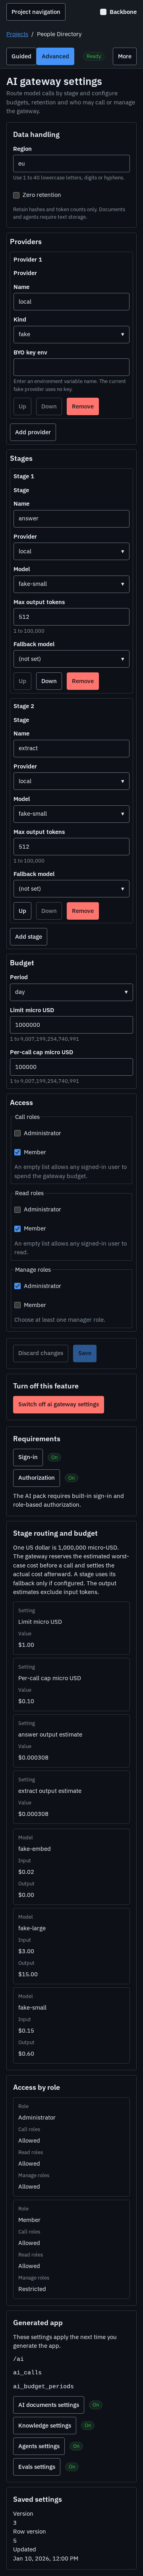 Project navigation
Backbone
Projects / People Directory
Guided
Advanced
Ready
More
AI gateway settings
Route model calls by stage and configure
budgets, retention and who may call or manage
the gateway.
Data handling
Region
eu
Use 1 to 40 lowercase letters, digits or hyphens.
Zero retention
Retain hashes and token counts only. Documents
and agents require text storage.
Providers
Provider 1
Provider
Name
local
Kind
fake
BYO key env
Enter an environment variable name. The current
fake provider uses no key.
Up
Down
Remove
Add provider
Stages
Stage 1
Stage
Name
answer
Provider
local
Model
fake-small
Max output tokens
512
1 to 100,000
Fallback model
(not set)
Up
Down
Remove
Stage 2
Stage
Name
extract
Provider
local
Model
fake-small
Max output tokens
512
1 to 100,000
Fallback model
(not set)
Up
Down
Remove
Add stage
Budget
Period
day
Limit micro USD
1000000
1 to 9,007,199,254,740,991
Per-call cap micro USD
100000
1 to 9,007,199,254,740,991
Access
Call roles
Administrator
Member
An empty list allows any signed-in user to
spend the gateway budget.
Read roles
Administrator
Member
An empty list allows any signed-in user to
read.
Manage roles
Administrator
Member
Choose at least one manager role.
Discard changes
Save
Turn off this feature
Switch off ai gateway settings
Requirements
Sign-in
On
Authorization
On
The AI pack requires built-in sign-in and
role-based authorization.
Stage routing and budget
One US dollar is 1,000,000 micro-USD.
The gateway reserves the estimated worst-
case cost before a call and settles the
actual cost afterward. A stage uses its
fallback only if configured. The output
estimates exclude input tokens.
Setting
Limit micro USD
Value
$1.00
Setting
Per-call cap micro USD
Value
$0.10
Setting
answer output estimate
Value
$0.000308
Setting
extract output estimate
Value
$0.000308
Model
fake-embed
Input
$0.02
Output
$0.00
Model
fake-large
Input
$3.00
Output
$15.00
Model
fake-small
Input
$0.15
Output
$0.60
Access by role
Role
Administrator
Call roles
Allowed
Read roles
Allowed
Manage roles
Allowed
Role
Member
Call roles
Allowed
Read roles
Allowed
Manage roles
Restricted
Generated app
These settings apply the next time you
generate the app.
/ai
ai_calls
ai_budget_periods
AI documents settings
On
Knowledge settings
On
Agents settings
On
Evals settings
On
Saved settings
Version
3
Row version
5
Updated
Jan 10, 2026, 12:00 PM